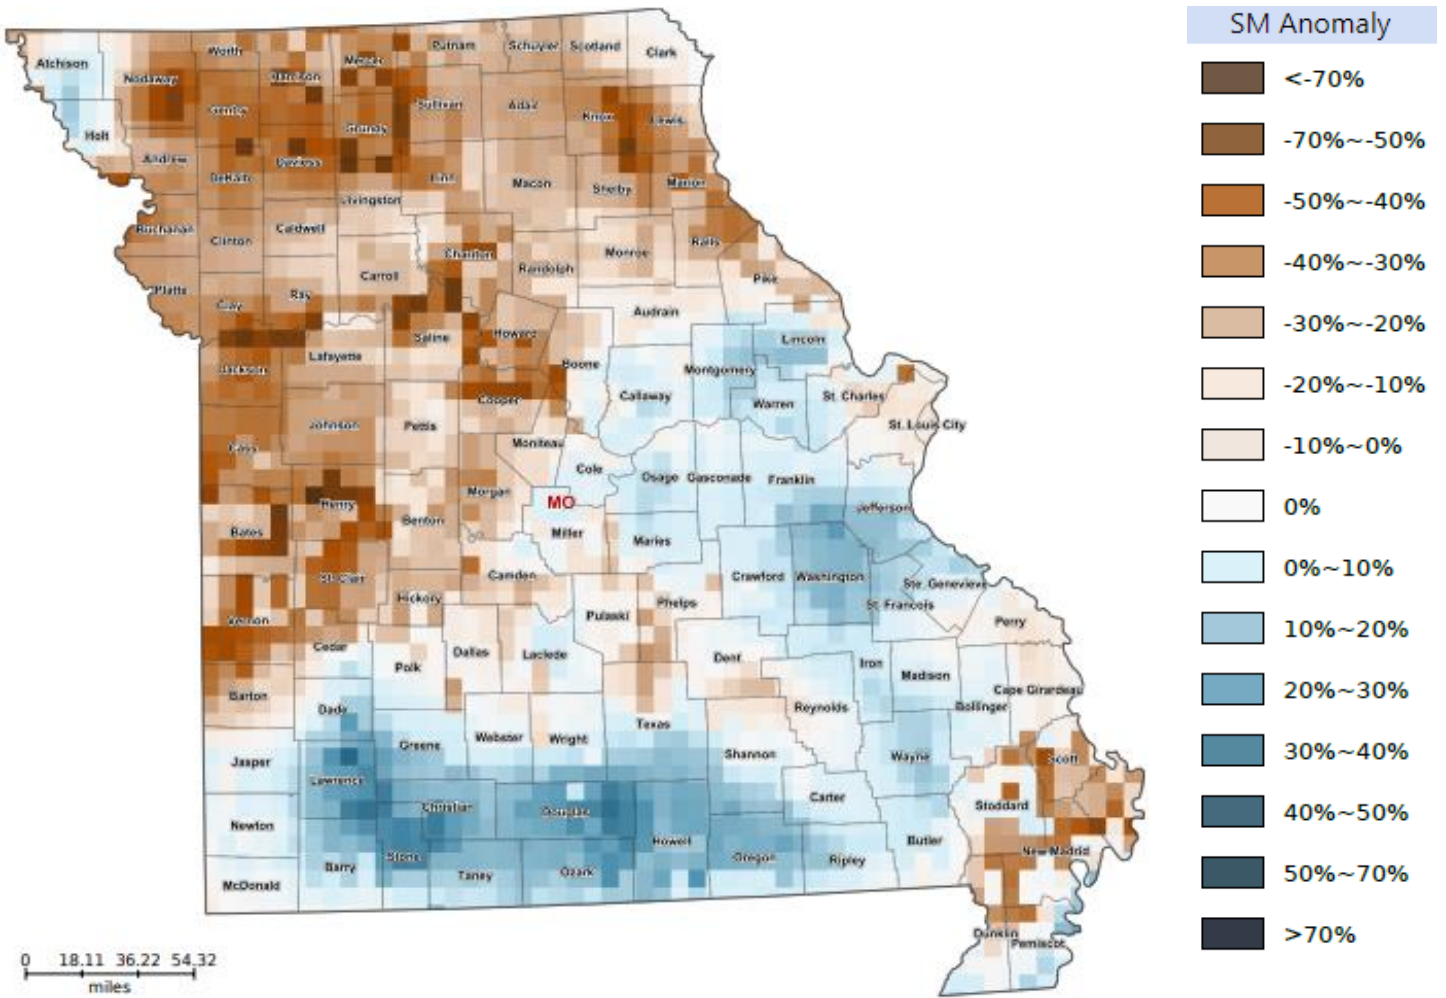 SM Anomaly
<-70%
-70%~-50%
-50%~-40%
-40%~-30%
-30%~-20%
-20%~-10%
-10%~0%
0%
0%~10%
10%~20%
20%~30%
30%~40%
40%~50%
50%~70%
>70%
Atchison
Nodaway
Worth
Harrison
Mercer
Putnam
Schuyler
Scotland
Clark
Holt
Gentry
Grundy
Sullivan
Adair
Knox
Lewis
Andrew
DeKalb
Daviess
Linn
Macon
Shelby
Marion
Livingston
Buchanan
Clinton
Caldwell
Carroll
Chariton
Randolph
Monroe
Ralls
Platte
Clay
Ray
Pike
Audrain
Saline
Howard
Boone
Lincoln
Jackson
Lafayette
Montgomery
Callaway
Warren
St. Charles
Cooper
Johnson
Pettis
Moniteau
St. Louis City
Cass
Cole
Osage
Gasconade
Franklin
Henry
Morgan
MO
Jefferson
Bates
Benton
Miller
Maries
St. Clair
Camden
Crawford
Washington
Ste. Genevieve
Hickory
Pulaski
Phelps
St. Francois
Vernon
Perry
Cedar
Polk
Dallas
Laclede
Dent
Iron
Madison
Barton
Cape Girardeau
Dade
Reynolds
Bollinger
Greene
Webster
Wright
Texas
Jasper
Shannon
Wayne
Scott
Lawrence
Christian
Douglas
Carter
Stoddard
Newton
Howell
Butler
New Madrid
Barry
Stone
Taney
Ozark
Oregon
Ripley
McDonald
Dunklin
Pemiscot
0 18.11 36.22 54.32
miles